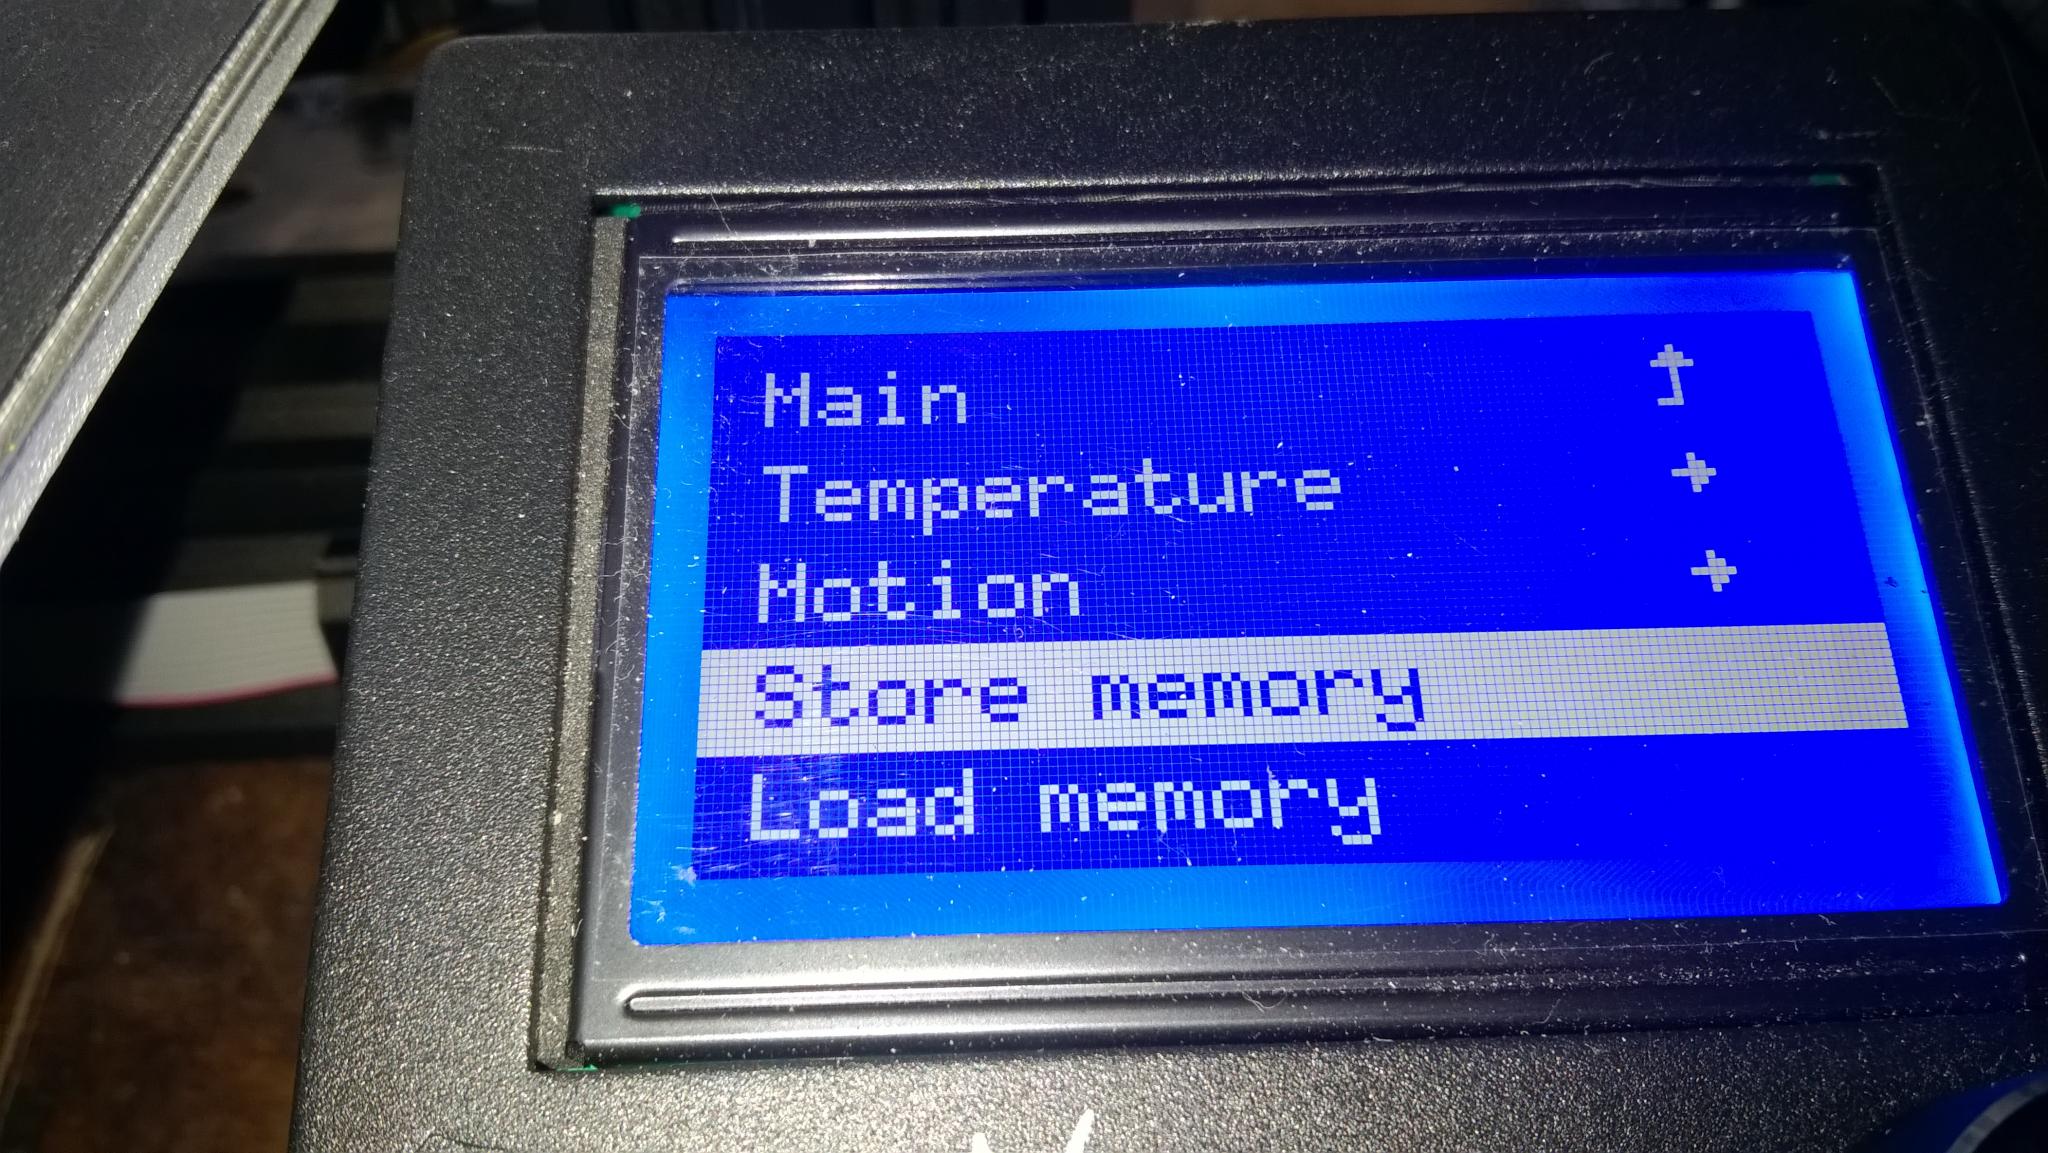 Main
Temperature
Motion
Store memory
Load memory